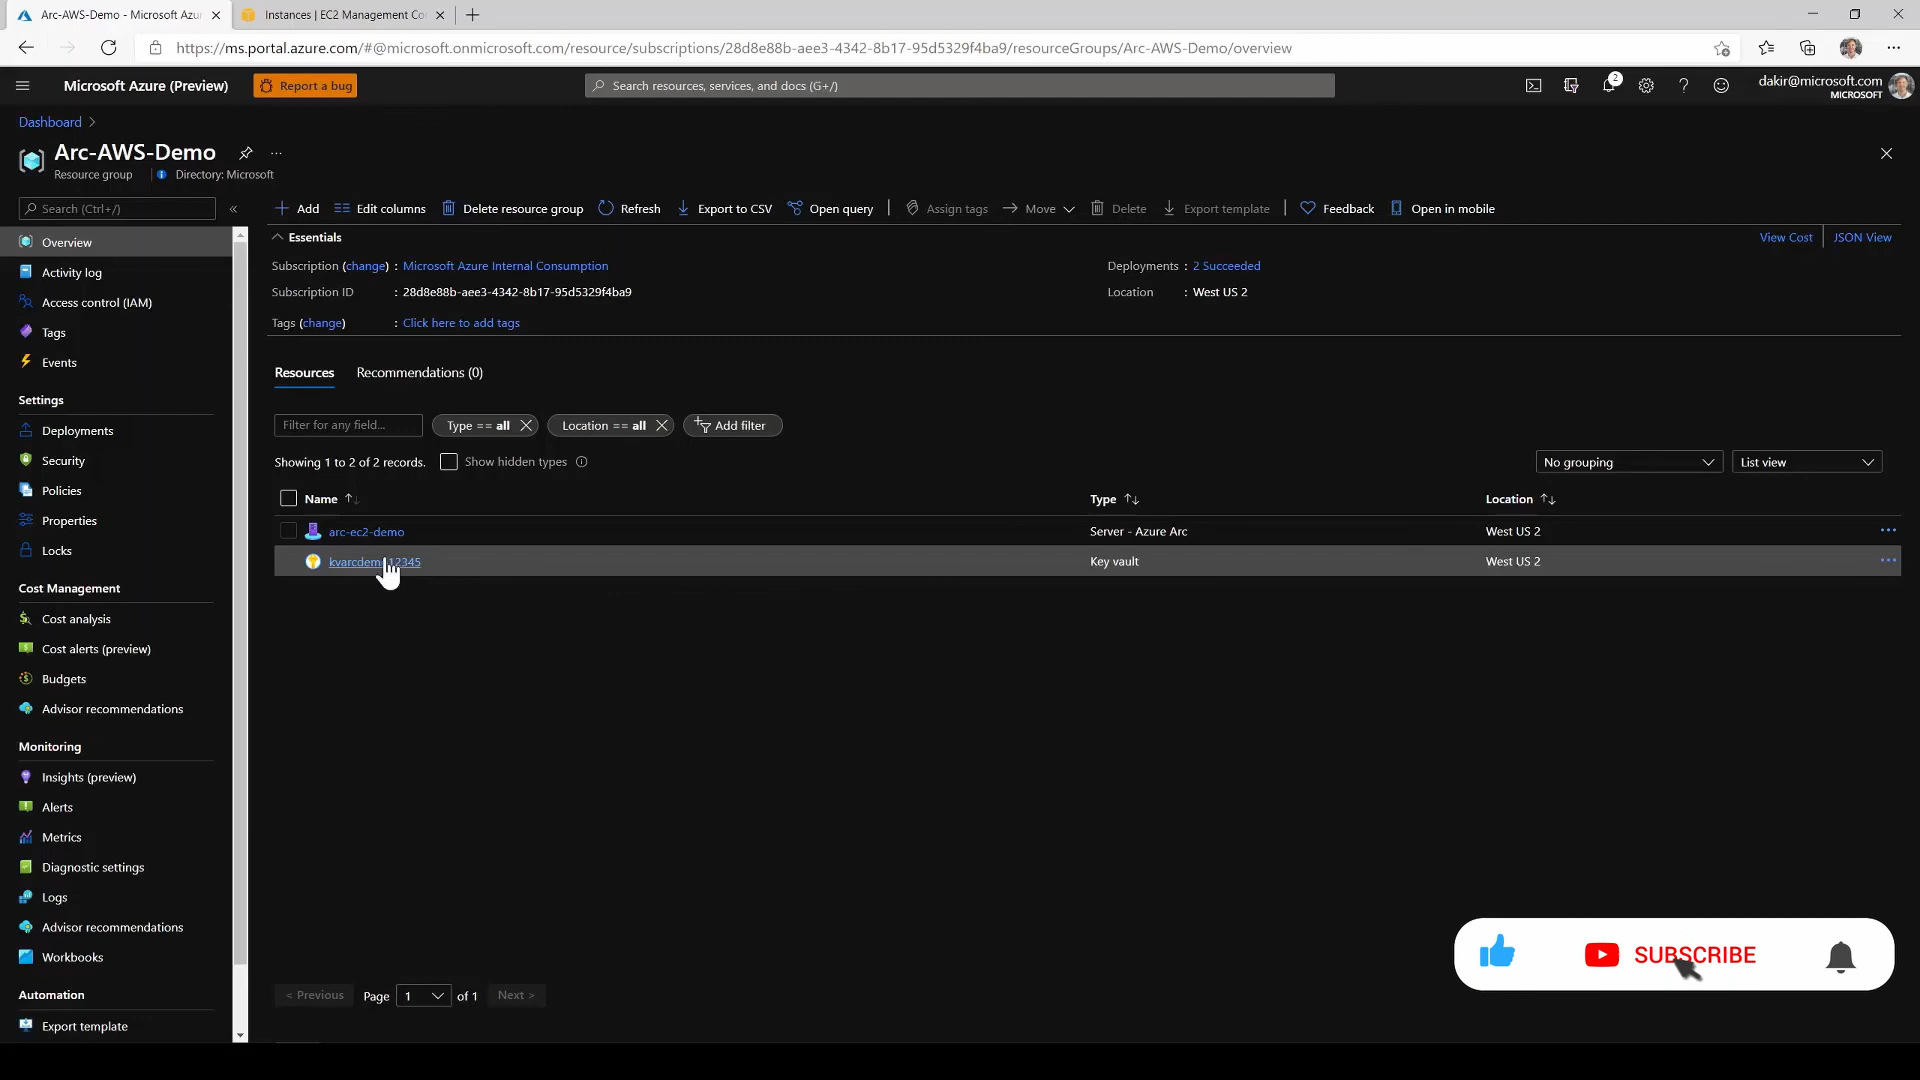 Arc-AWS-Demo - Microsoft Azu
Instances | EC2 Management Co
https://ms.portal.azure.com/#@microsoft.onmicrosoft.com/resource/subscriptions/28d8e88b-aee3-4342-8b17-95d5329f4ba9/resourceGroups/Arc-AWS-Demo/overview
Microsoft Azure (Preview)
Report a bug
Search resources, services, and docs (G+/)
2
dakir@microsoft.com
MICROSOFT
Dashboard >
Arc-AWS-Demo
Resource group
Directory: Microsoft
Search (Ctrl+/)
«
Add
Edit columns
Delete resource group
Refresh
Export to CSV
Open query
Assign tags
Move
Delete
Export template
Feedback
Open in mobile
Overview
Activity log
Access control (IAM)
Tags
Events
Settings
Deployments
Security
Policies
Properties
Locks
Cost Management
Cost analysis
Cost alerts (preview)
Budgets
Advisor recommendations
Monitoring
Insights (preview)
Alerts
Metrics
Diagnostic settings
Logs
Advisor recommendations
Workbooks
Automation
Export template
Essentials
View Cost
JSON View
Subscription (change) : Microsoft Azure Internal Consumption
Deployments : 2 Succeeded
Subscription ID : 28d8e88b-aee3-4342-8b17-95d5329f4ba9
Location : West US 2
Tags (change) : Click here to add tags
Resources
Recommendations (0)
Filter for any field...
Type == all
Location == all
Add filter
Showing 1 to 2 of 2 records.
Show hidden types
No grouping
List view
Name
Type
Location
arc-ec2-demo
Server - Azure Arc
West US 2
Key vault
West US 2
< Previous
Page
1
of 1
Next >
SUBSCRIBE